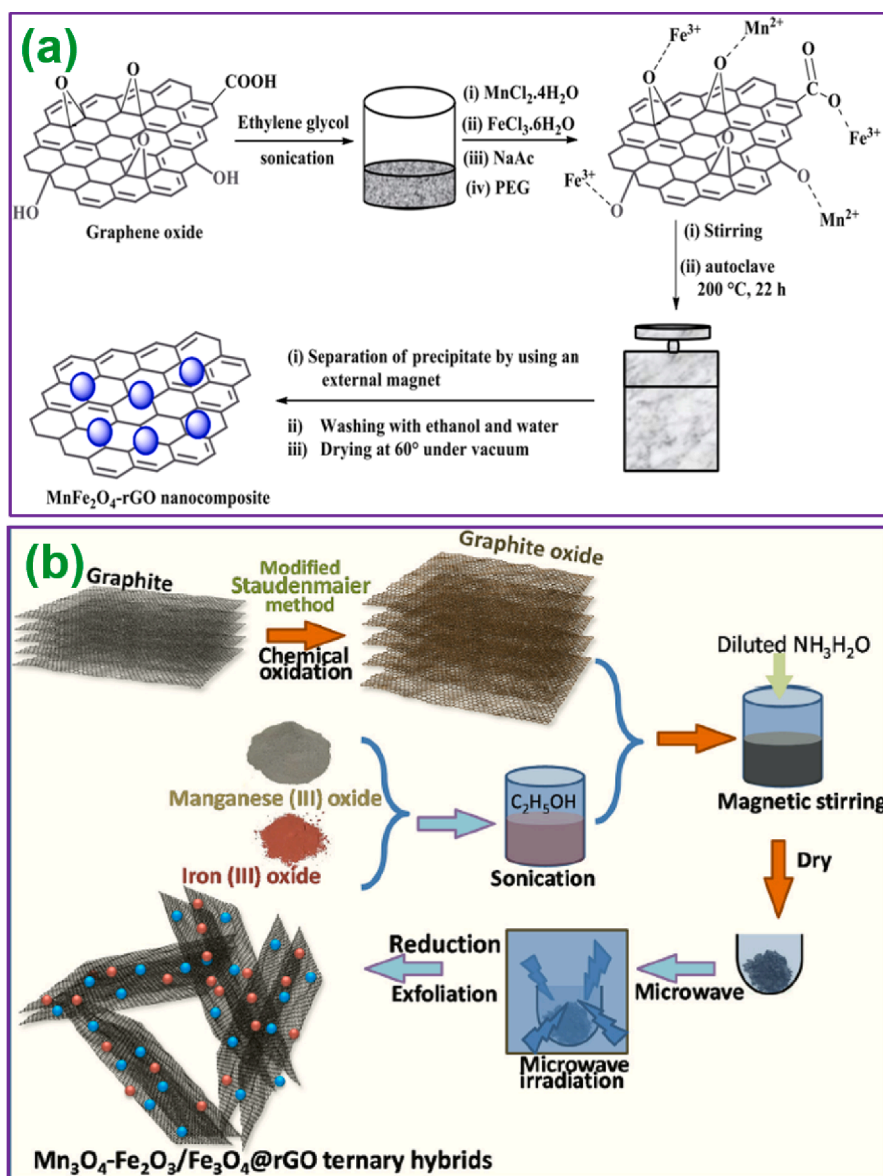 (a)
COOH
O
O
O
OH
HO
Graphene oxide
Ethylene glycol
sonication
(i) MnCl₂.4H₂O
(ii) FeCl₃.6H₂O
(iii) NaAc
(iv) PEG
Fe³⁺
Mn²⁺
O
O
O
O
O
Fe³⁺
Fe³⁺
O
O
Mn²⁺
(i) Stirring
(ii) autoclave
200 °C, 22 h
(i) Separation of precipitate by using an
external magnet
ii) Washing with ethanol and water
iii) Drying at 60° under vacuum
MnFe₂O₄-rGO nanocomposite
(b)
Graphite
Modified
Staudenmaier
method
Chemical
oxidation
Graphite oxide
Diluted NH₃H₂O
Manganese (III) oxide
Iron (III) oxide
C₂H₅OH
Sonication
Magnetic stirring
Dry
Microwave
Microwave
irradiation
Reduction
Exfoliation
Mn₃O₄-Fe₂O₃/Fe₃O₄@rGO ternary hybrids